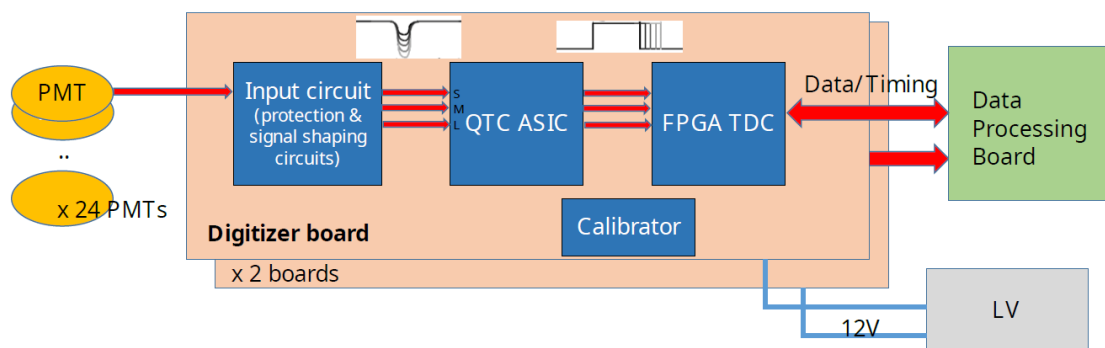 PMT
..
x 24 PMTs
Input circuit
(protection &
signal shaping
circuits)
S
M
L
QTC ASIC
FPGA TDC
Calibrator
Digitizer board
x 2 boards
Data/Timing
Data
Processing
Board
12V
LV